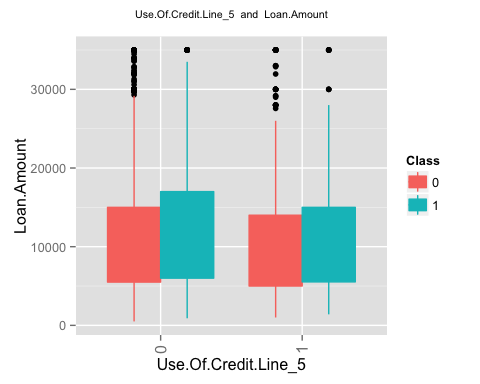 Use.Of.Credit.Line_5 and Loan.Amount
Loan.Amount
30000
20000
10000
0
0
1
Use.Of.Credit.Line_5
Class
0
1